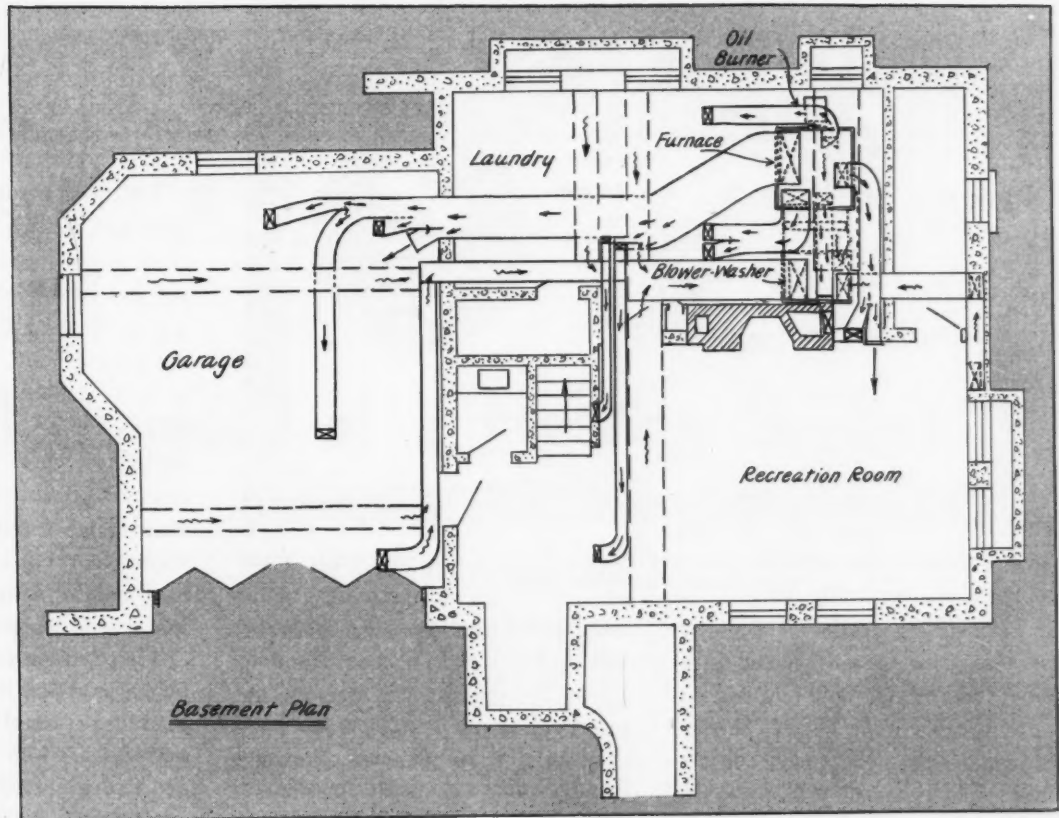 Oil
Burner
Furnace
Laundry
Blower-Washer
Garage
Recreation Room
Basement Plan